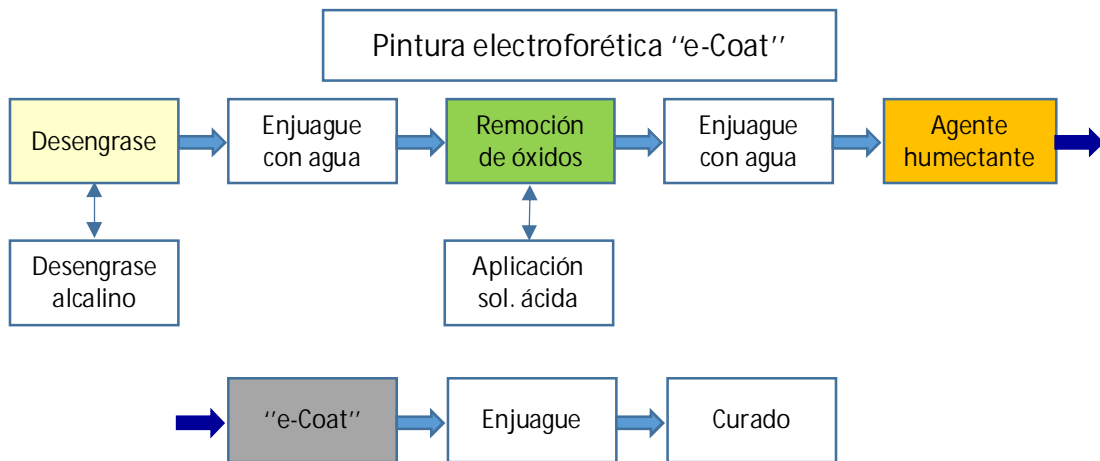 Pintura electroforética ‘‘e-Coat’’
Desengrase
Enjuague
con agua
Remoción
de óxidos
Enjuague
con agua
Agente
humectante
Desengrase
alcalino
Aplicación
sol. ácida
‘‘e-Coat’’
Enjuague
Curado